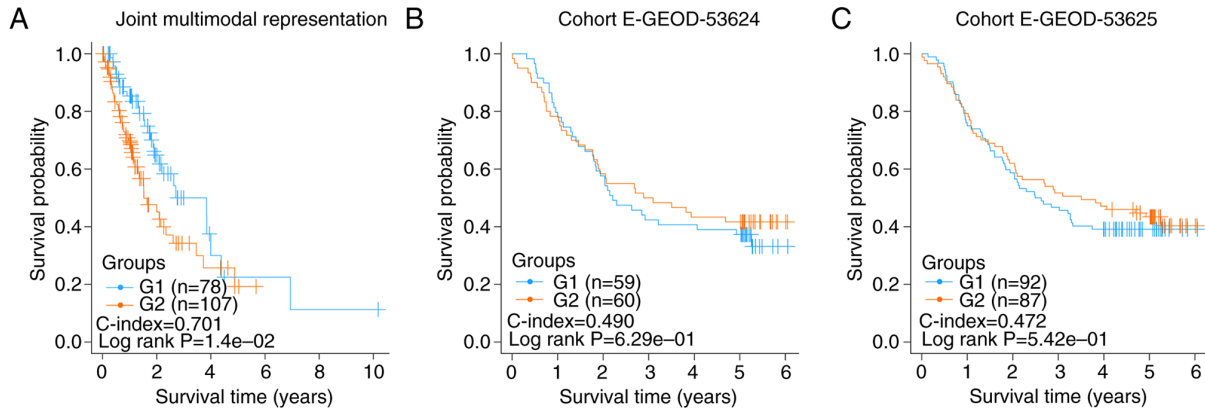 A
Joint multimodal representation
1.0
0.8
0.6
0.4
0.2
0.0
Survival probability
Groups
G1 (n=78)
G2 (n=107)
C-index=0.701
Log rank P=1.4e–02
0 2 4 6 8 10
Survival time (years)
B
Cohort E-GEOD-53624
1.0
0.8
0.6
0.4
0.2
0.0
Survival probability
Groups
G1 (n=59)
G2 (n=60)
C-index=0.490
Log rank P=6.29e–01
0 1 2 3 4 5 6
Survival time (years)
C
Cohort E-GEOD-53625
1.0
0.8
0.6
0.4
0.2
0.0
Survival probability
Groups
G1 (n=92)
G2 (n=87)
C-index=0.472
Log rank P=5.42e–01
0 1 2 3 4 5 6
Survival time (years)